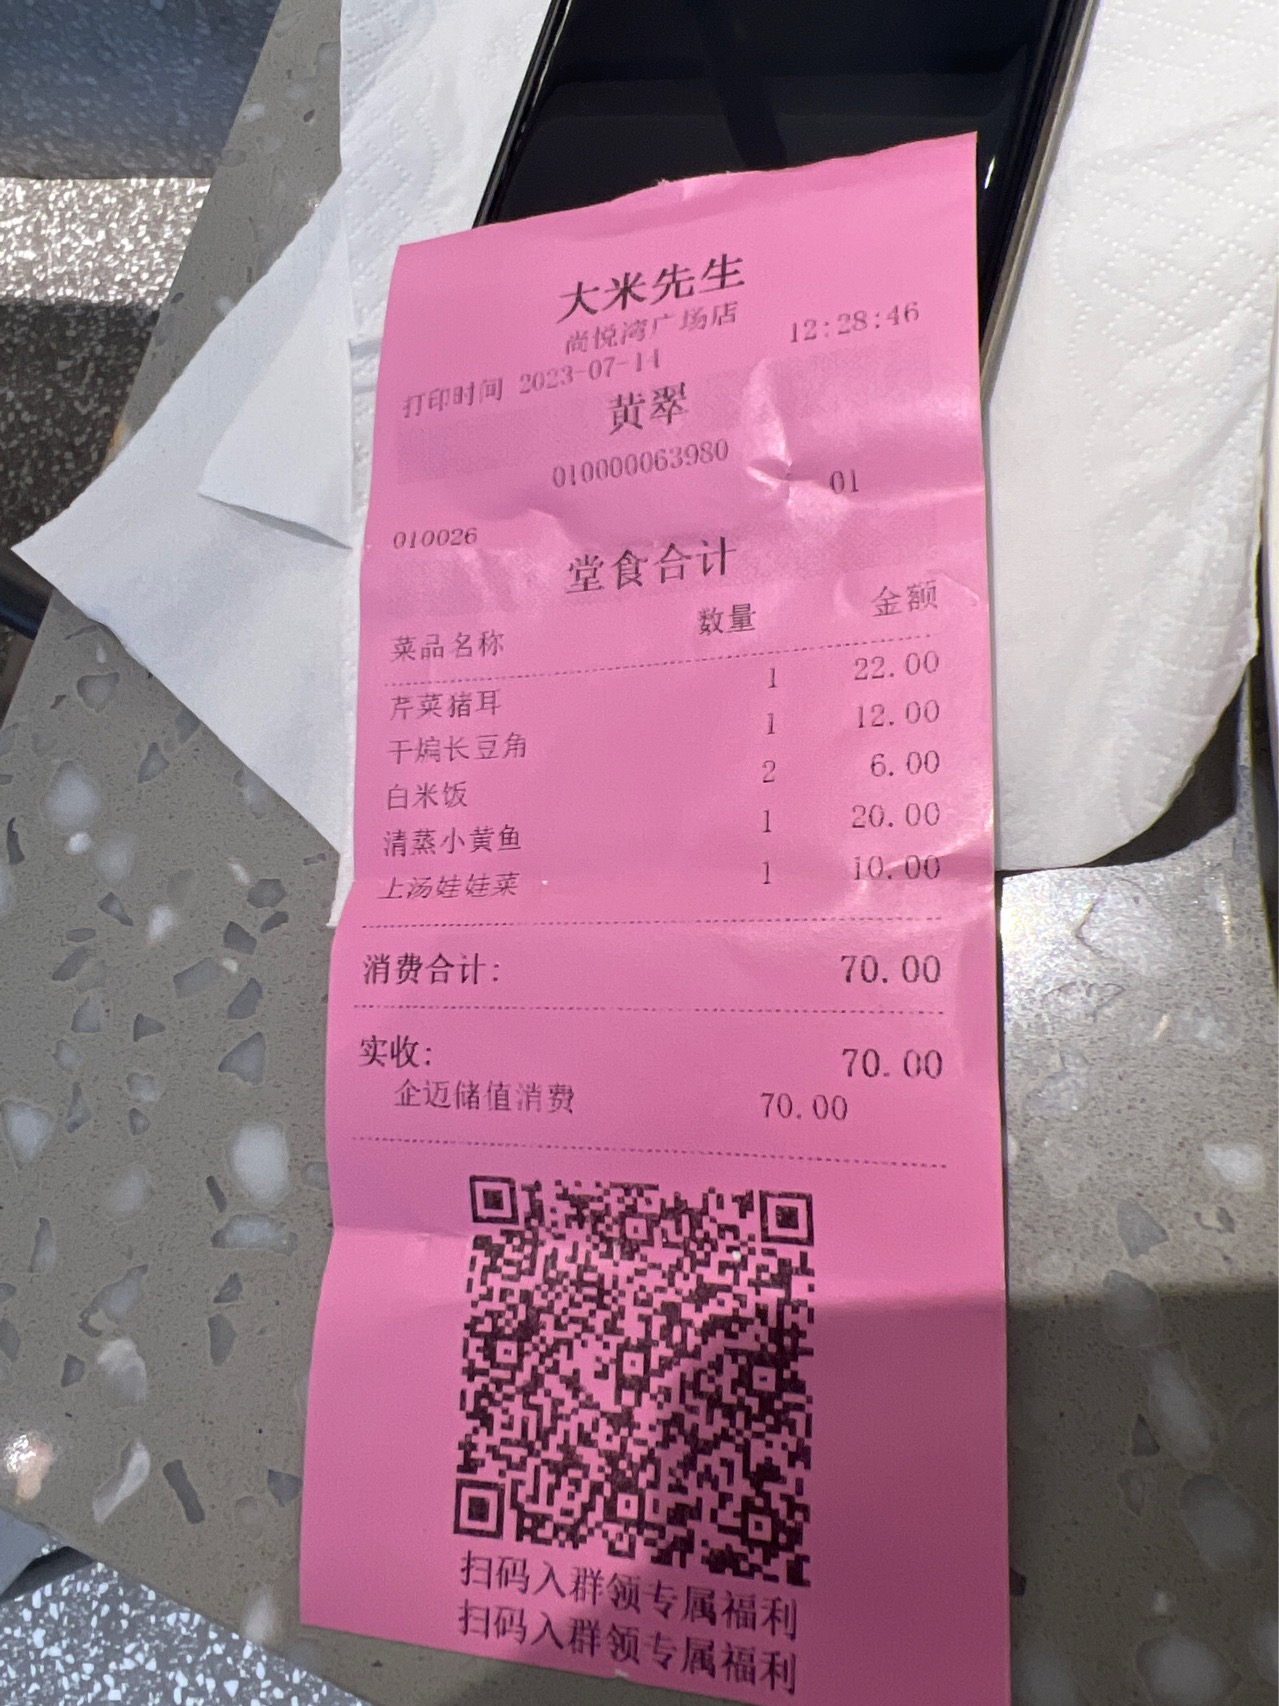 大米先生
尚悦湾广场店
打印时间 2023-07-14 12:28:46
黄翠
010000063980
010026 01
堂食合计
菜品名称 数量 金额
芹菜猪耳 1 22.00
干煸长豆角 1 12.00
白米饭 2 6.00
清蒸小黄鱼 1 20.00
上汤娃娃菜 1 10.00
消费合计: 70.00
实收: 70.00
企迈储值消费 70.00
扫码入群领专属福利
扫码入群领专属福利